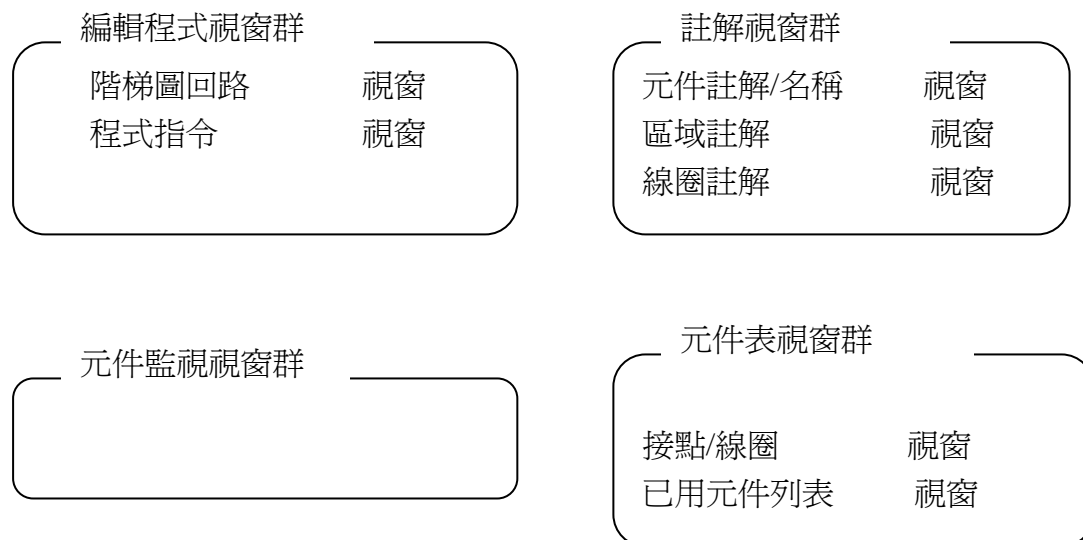 編輯程式視窗群
階梯圖回路 視窗
程式指令 視窗
註解視窗群
元件註解/名稱 視窗
區域註解 視窗
線圈註解 視窗
元件監視視窗群
元件表視窗群
接點/線圈 視窗
已用元件列表 視窗